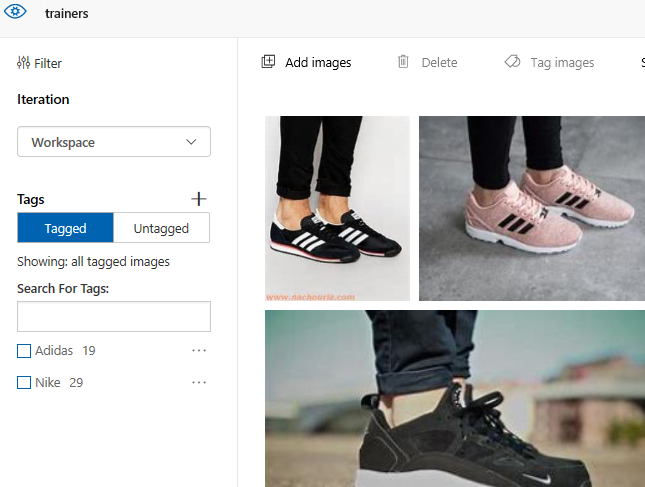 trainers
Filter
Iteration
Workspace
Tags
Tagged
Untagged
Showing: all tagged images
Search For Tags:
Adidas 19
Nike 29
Add images
Delete
Tag images
www.nachouriz.com